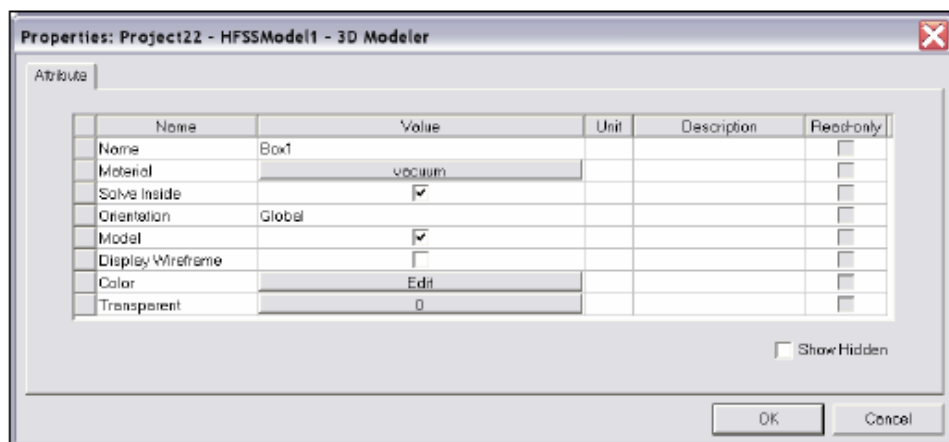 Properties: Project22 - HFSSModel1 - 3D Modeler
Attribute
Name Value Unit Description Read-only
Name Box1
Material vacuum
Solve Inside
Orientation Global
Model
Display Wireframe
Color Edit
Transparent 0
Show Hidden
OK Cancel